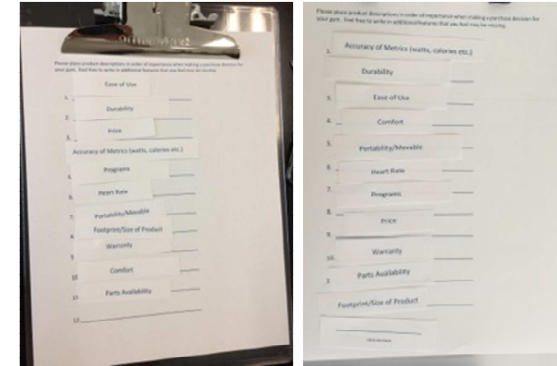 OfficeMax
Please place product descriptions in order of importance when making a purchase decision for
your gym. Feel free to write in additional features that you feel may be missing.
Ease of Use
1.
Durability
2.
Price
3.
Accuracy of Metrics (watts, calories etc.)
Programs
Heart Rate
7.
Portability/Movable
Footprint/Size of Product
Warranty
Comfort
10.
Parts Availability
11.
12.
Please place product descriptions in order of importance when making a purchase decision for
your gym. Feel free to write in additional features that you feel may be missing.
1.
Accuracy of Metrics (watts, calories etc.)
Durability
3.
Ease of Use
4.
Comfort
5.
Portability/Movable
6.
Heart Rate
7.
Programs
8.
Price
9.
Warranty
10.
Parts Availability
Footprint/Size of Product